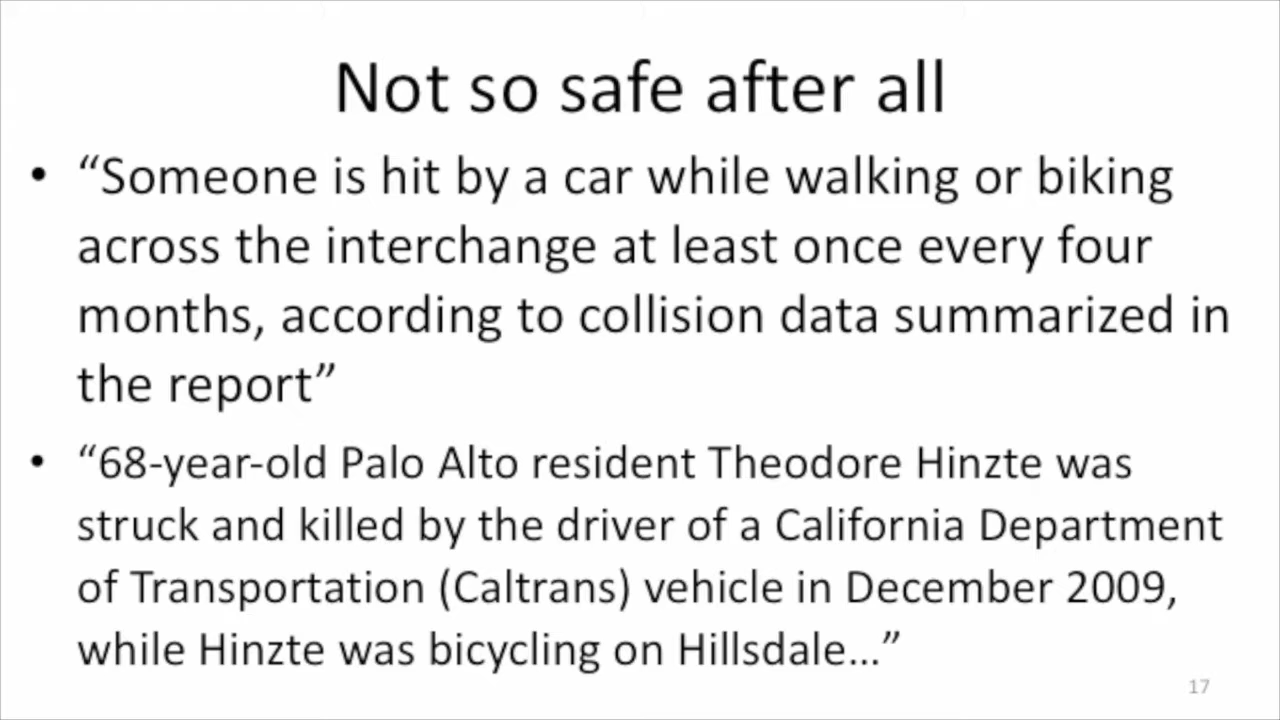 Not so safe after all
• “Someone is hit by a car while walking or biking
across the interchange at least once every four
months, according to collision data summarized in
the report”
• “68-year-old Palo Alto resident Theodore Hinzte was
struck and killed by the driver of a California Department
of Transportation (Caltrans) vehicle in December 2009,
while Hinzte was bicycling on Hillsdale…”
17